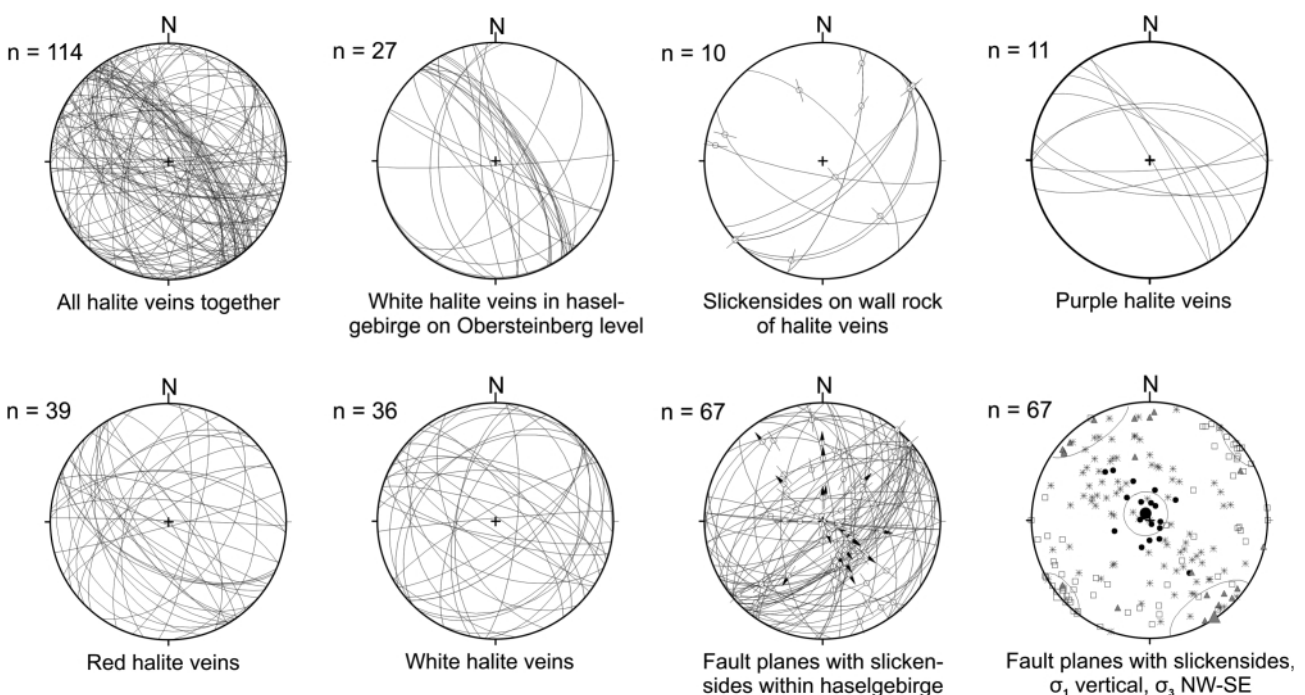 N
n = 114
All halite veins together
N
n = 27
White halite veins in hasel-
gebirge on Obersteinberg level
N
n = 10
Slickensides on wall rock
of halite veins
N
n = 11
Purple halite veins
N
n = 39
Red halite veins
N
n = 36
White halite veins
N
n = 67
Fault planes with slicken-
sides within haselgebirge
N
n = 67
Fault planes with slickensides,
σ₁ vertical, σ₃ NW-SE